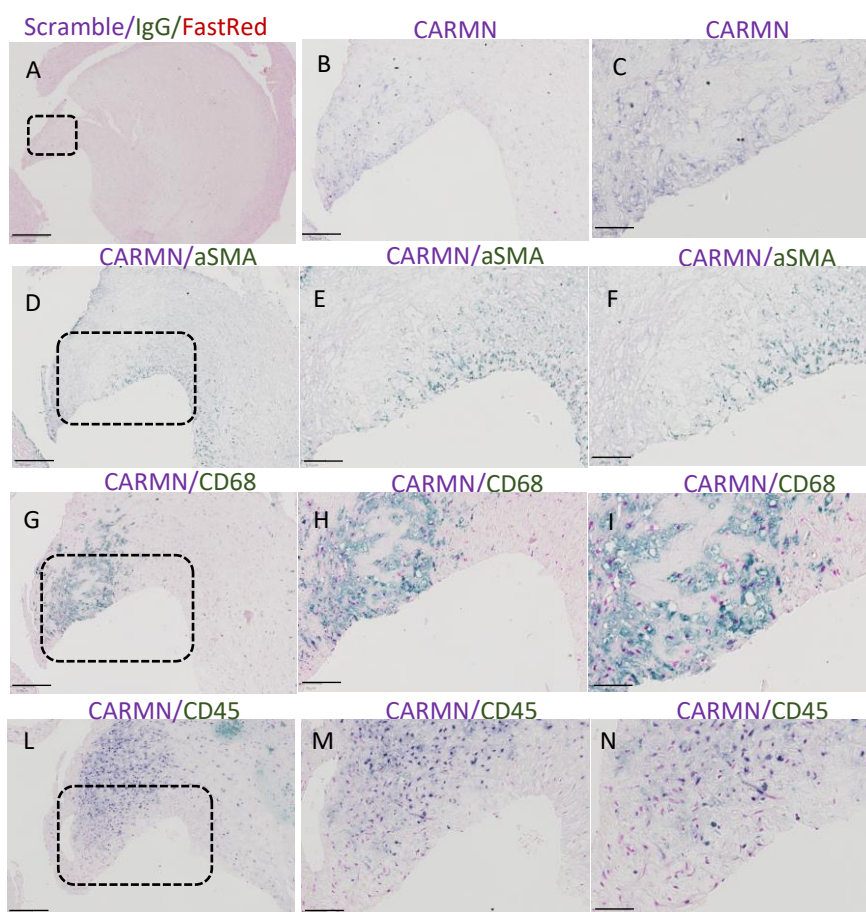 Scramble/IgG/FastRed CARMN CARMN
A B C
CARMN/aSMA CARMN/aSMA CARMN/aSMA
D E F
CARMN/CD68 CARMN/CD68 CARMN/CD68
G H I
CARMN/CD45 CARMN/CD45 CARMN/CD45
L M N